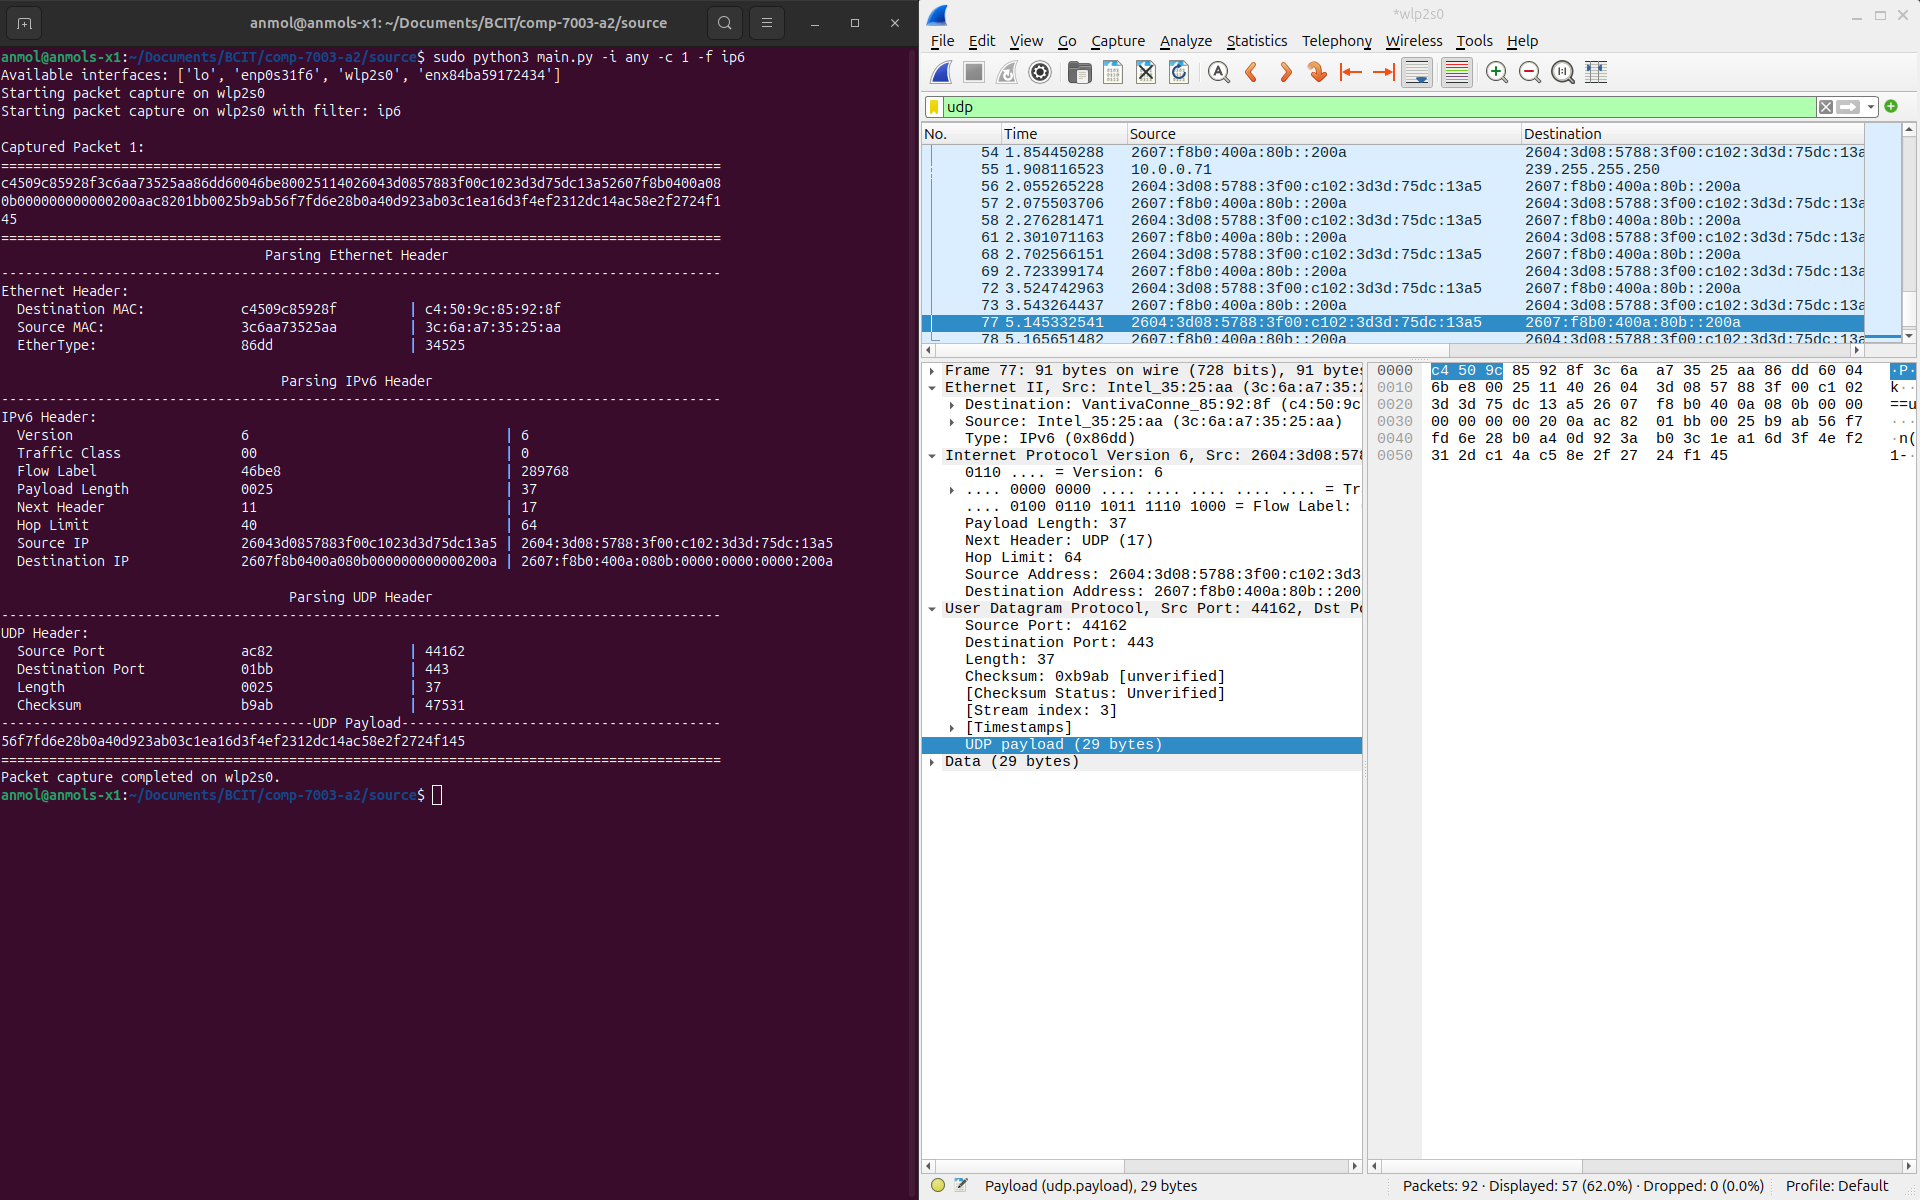 anmol@anmols-x1: ~/Documents/BCIT/comp-7003-a2/source
anmol@anmols-x1:~/Documents/BCIT/comp-7003-a2/source$ sudo python3 main.py -i any -c 1 -f ip6
Available interfaces: ['lo', 'enp0s31f6', 'wlp2s0', 'enx84ba59172434']
Starting packet capture on wlp2s0
Starting packet capture on wlp2s0 with filter: ip6
Captured Packet 1:
==========================================================================================
c4509c85928f3c6aa73525aa86dd60046be80025114026043d0857883f00c1023d3d75dc13a52607f8b0400a08
0b000000000000200aac8201bb0025b9ab56f7fd6e28b0a40d923ab03c1ea16d3f4ef2312dc14ac58e2f2724f1
45
==========================================================================================
Parsing Ethernet Header
------------------------------------------------------------------------------------------
Ethernet Header:
Destination MAC: c4509c85928f | c4:50:9c:85:92:8f
Source MAC: 3c6aa73525aa | 3c:6a:a7:35:25:aa
EtherType: 86dd | 34525
Parsing IPv6 Header
------------------------------------------------------------------------------------------
IPv6 Header:
Version 6 | 6
Traffic Class 00 | 0
Flow Label 46be8 | 289768
Payload Length 0025 | 37
Next Header 11 | 17
Hop Limit 40 | 64
Source IP 26043d0857883f00c1023d3d75dc13a5 | 2604:3d08:5788:3f00:c102:3d3d:75dc:13a5
Destination IP 2607f8b0400a080b000000000000200a | 2607:f8b0:400a:080b:0000:0000:0000:200a
Parsing UDP Header
------------------------------------------------------------------------------------------
UDP Header:
Source Port ac82 | 44162
Destination Port 01bb | 443
Length 0025 | 37
Checksum b9ab | 47531
---------------------------------------UDP Payload----------------------------------------
56f7fd6e28b0a40d923ab03c1ea16d3f4ef2312dc14ac58e2f2724f145
==========================================================================================
Packet capture completed on wlp2s0.
anmol@anmols-x1:~/Documents/BCIT/comp-7003-a2/source$
*wlp2s0
File Edit View Go Capture Analyze Statistics Telephony Wireless Tools Help
udp
No. Time Source Destination
54 1.854450288 2607:f8b0:400a:80b::200a 2604:3d08:5788:3f00:c102:3d3d:75dc:13a
55 1.908116523 10.0.0.71 239.255.255.250
56 2.055265228 2604:3d08:5788:3f00:c102:3d3d:75dc:13a5 2607:f8b0:400a:80b::200a
57 2.075503706 2607:f8b0:400a:80b::200a 2604:3d08:5788:3f00:c102:3d3d:75dc:13a
58 2.276281471 2604:3d08:5788:3f00:c102:3d3d:75dc:13a5 2607:f8b0:400a:80b::200a
61 2.301071163 2607:f8b0:400a:80b::200a 2604:3d08:5788:3f00:c102:3d3d:75dc:13a
68 2.702566151 2604:3d08:5788:3f00:c102:3d3d:75dc:13a5 2607:f8b0:400a:80b::200a
69 2.723399174 2607:f8b0:400a:80b::200a 2604:3d08:5788:3f00:c102:3d3d:75dc:13a
72 3.524742963 2604:3d08:5788:3f00:c102:3d3d:75dc:13a5 2607:f8b0:400a:80b::200a
73 3.543264437 2607:f8b0:400a:80b::200a 2604:3d08:5788:3f00:c102:3d3d:75dc:13a
77 5.145332541 2604:3d08:5788:3f00:c102:3d3d:75dc:13a5 2607:f8b0:400a:80b::200a
78 5.165651482 2607:f8b0:400a:80b::200a 2604:3d08:5788:3f00:c102:3d3d:75dc:13a
Frame 77: 91 bytes on wire (728 bits), 91 bytes
Ethernet II, Src: Intel_35:25:aa (3c:6a:a7:35:2
Destination: VantivaConne_85:92:8f (c4:50:9c
Source: Intel_35:25:aa (3c:6a:a7:35:25:aa)
Type: IPv6 (0x86dd)
Internet Protocol Version 6, Src: 2604:3d08:578
0110 .... = Version: 6
.... 0000 0000 .... .... .... .... .... = Tr
.... 0100 0110 1011 1110 1000 = Flow Label:
Payload Length: 37
Next Header: UDP (17)
Hop Limit: 64
Source Address: 2604:3d08:5788:3f00:c102:3d3
Destination Address: 2607:f8b0:400a:80b::200
User Datagram Protocol, Src Port: 44162, Dst Po
Source Port: 44162
Destination Port: 443
Length: 37
Checksum: 0xb9ab [unverified]
[Checksum Status: Unverified]
[Stream index: 3]
[Timestamps]
UDP payload (29 bytes)
Data (29 bytes)
0000 c4 50 9c 85 92 8f 3c 6a a7 35 25 aa 86 dd 60 04 ·P·
0010 6b e8 00 25 11 40 26 04 3d 08 57 88 3f 00 c1 02 k··
0020 3d 3d 75 dc 13 a5 26 07 f8 b0 40 0a 08 0b 00 00 ==u
0030 00 00 00 00 20 0a ac 82 01 bb 00 25 b9 ab 56 f7 ···
0040 fd 6e 28 b0 a4 0d 92 3a b0 3c 1e a1 6d 3f 4e f2 ·n(
0050 31 2d c1 4a c5 8e 2f 27 24 f1 45 1-·
Payload (udp.payload), 29 bytes
Packets: 92 · Displayed: 57 (62.0%) · Dropped: 0 (0.0%)
Profile: Default